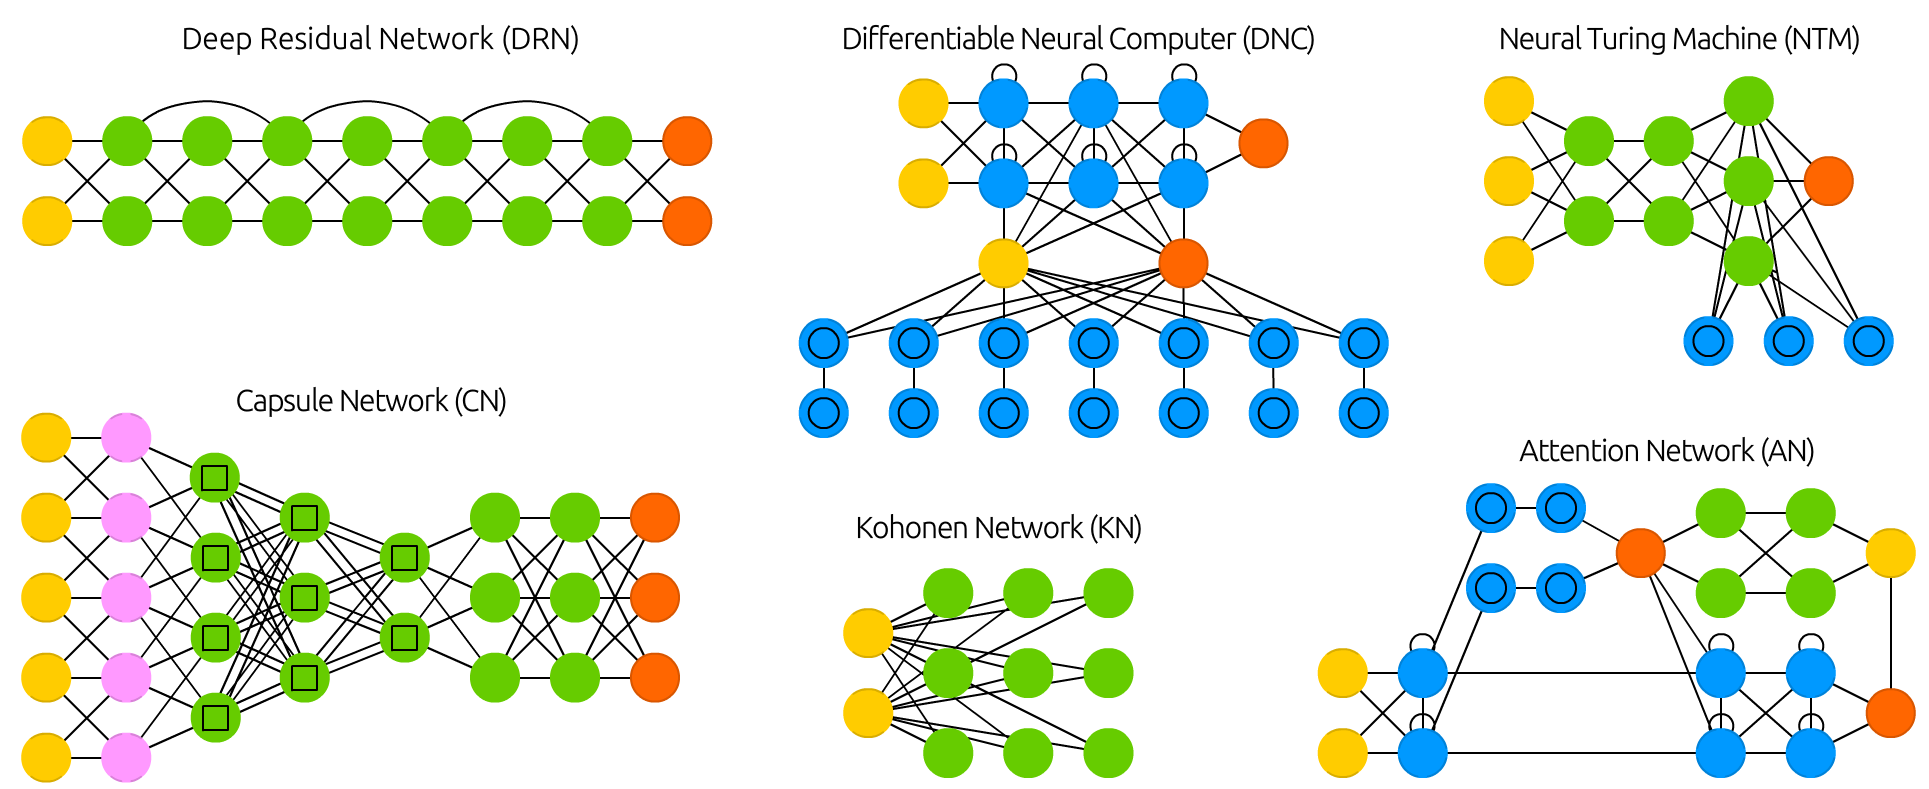 Deep Residual Network (DRN)
Differentiable Neural Computer (DNC)
Neural Turing Machine (NTM)
Capsule Network (CN)
Kohonen Network (KN)
Attention Network (AN)